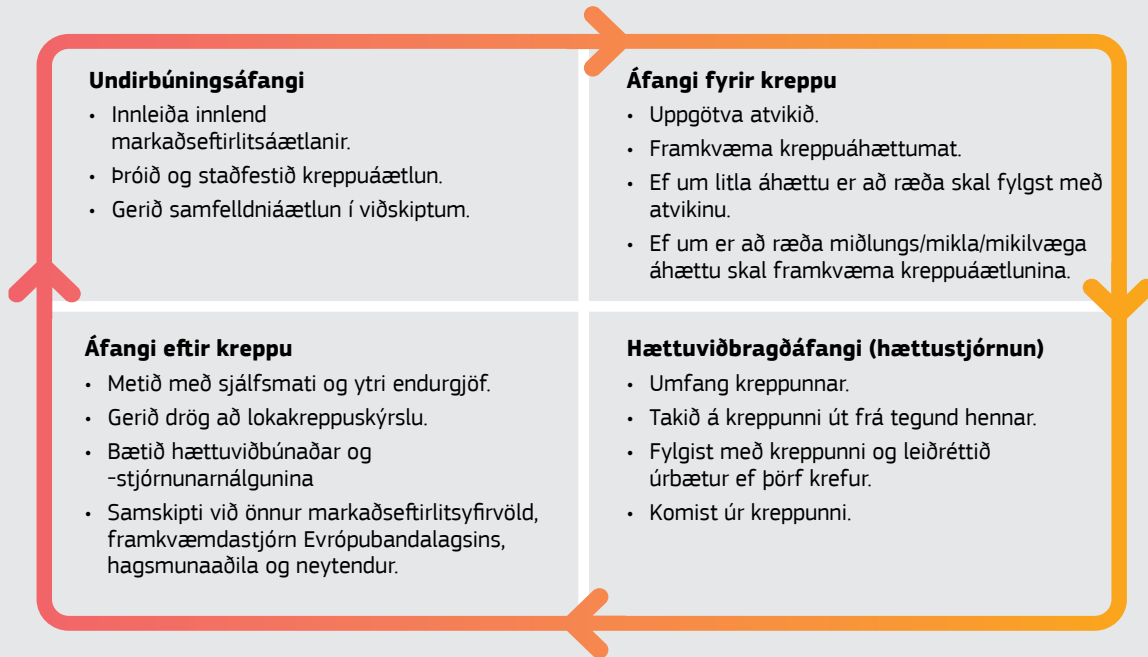 Undirbúningsáfangi
• Innleiða innlend
markaðseftirlitsáætlanir.
• Þróið og staðfestið kreppuáætlun.
• Gerið samfelldniáætlun í viðskiptum.
Áfangi fyrir kreppu
• Uppgötva atvikið.
• Framkvæma kreppuáhættumat.
• Ef um litla áhættu er að ræða skal fylgst með
atvikinu.
• Ef um er að ræða miðlungs/mikla/mikilvæga
áhættu skal framkvæma kreppuáætlunina.
Áfangi eftir kreppu
• Metið með sjálfsmati og ytri endurgjöf.
• Gerið drög að lokakreppuskýrslu.
• Bætið hættuviðbúnaðar og
-stjórnunarnálgunina
• Samskipti við önnur markaðseftirlitsyfirvöld,
framkvæmdastjórn Evrópubandalagsins,
hagsmunaaðila og neytendur.
Hættuviðbragðáfangi (hættustjórnun)
• Umfang kreppunnar.
• Takið á kreppunni út frá tegund hennar.
• Fylgist með kreppunni og leiðréttið
úrbætur ef þörf krefur.
• Komist úr kreppunni.